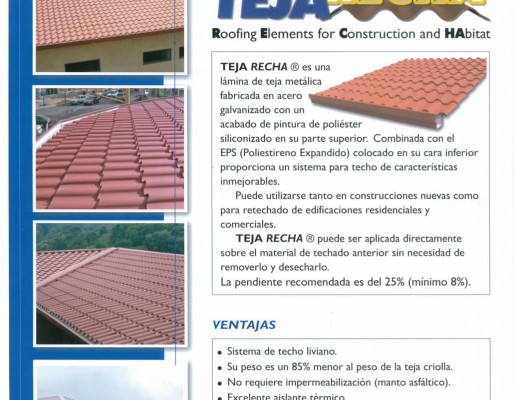 TEJA RECHA
Roofing Elements for Construction and HAbitat
TEJA RECHA ® es una
lámina de teja metálica
fabricada en acero
galvanizado con un
acabado de pintura de poliéster
siliconizado en su parte superior. Combinada con el
EPS (Poliestireno Expandido) colocado en su cara inferior
proporciona un sistema para techo de características
inmejorables.
Puede utilizarse tanto en construcciones nuevas como
para retechado de edificaciones residenciales y
comerciales.
TEJA RECHA ® puede ser aplicada directamente
sobre el material de techado anterior sin necesidad de
removerlo y desecharlo.
La pendiente recomendada es del 25% (mínimo 8%).
VENTAJAS
• Sistema de techo liviano.
• Su peso es un 85% menor al peso de la teja criolla.
• No requiere impermeabilización (manto asfáltico).
• Excelente aislante térmico.